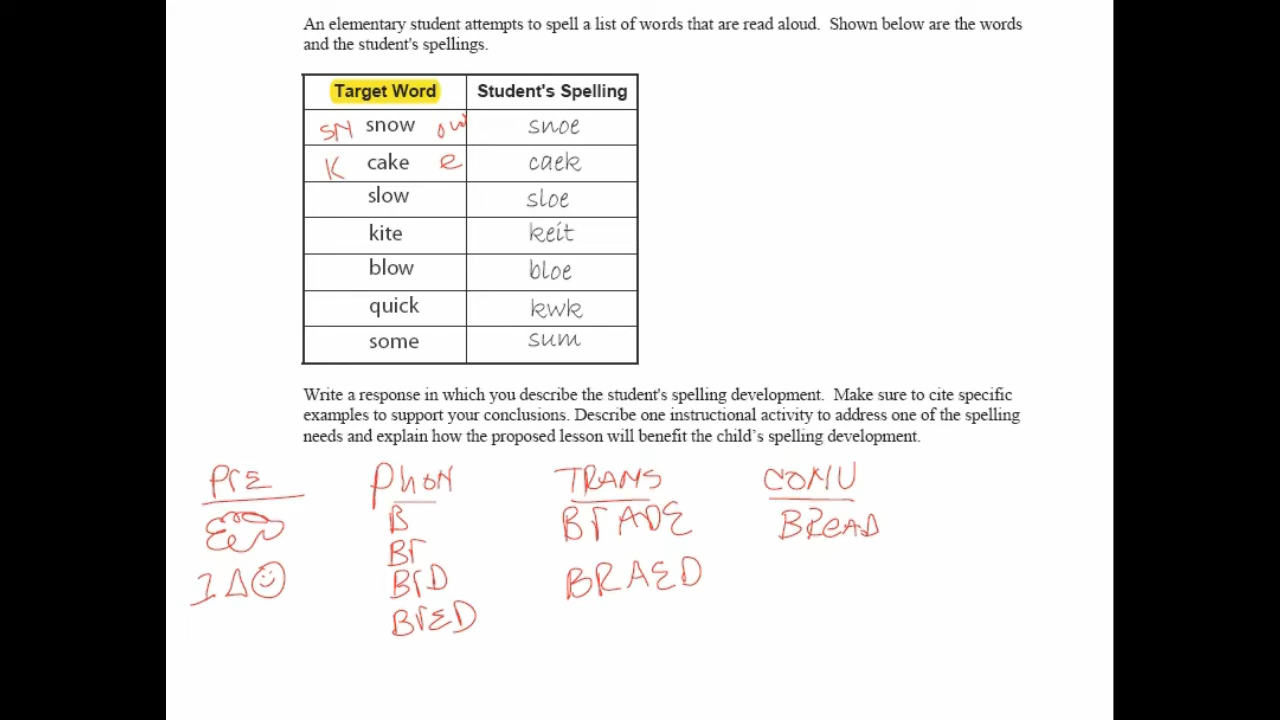 An elementary student attempts to spell a list of words that are read aloud.  Shown below are the words
and the student's spellings.
Target Word Student's Spelling
SN snow ow snoe
K cake e caek
slow sloe
kite keit
blow bloe
quick kwk
some sum
Write a response in which you describe the student's spelling development.  Make sure to cite specific
examples to support your conclusions. Describe one instructional activity to address one of the spelling
needs and explain how the proposed lesson will benefit the child's spelling development.
PrE PhON TRANS CONU
B BrADE BReAD
Br
I BrD BRAED
BrED